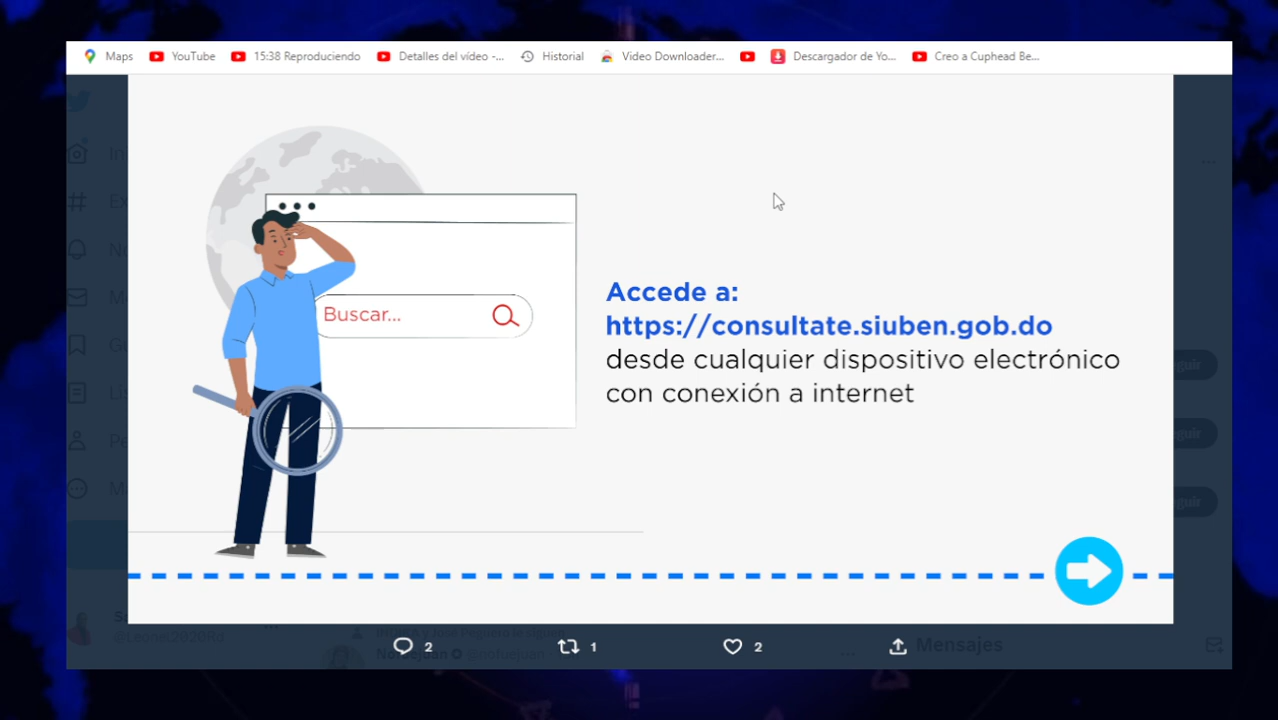 Maps YouTube 15:38 Reproduciendo Detalles del vídeo -... Historial Video Downloader... Descargador de Yo... Creo a Cuphead Be...
Buscar...
Accede a:
https://consultate.siuben.gob.do
desde cualquier dispositivo electrónico
con conexión a internet
2 1 2
Mensajes